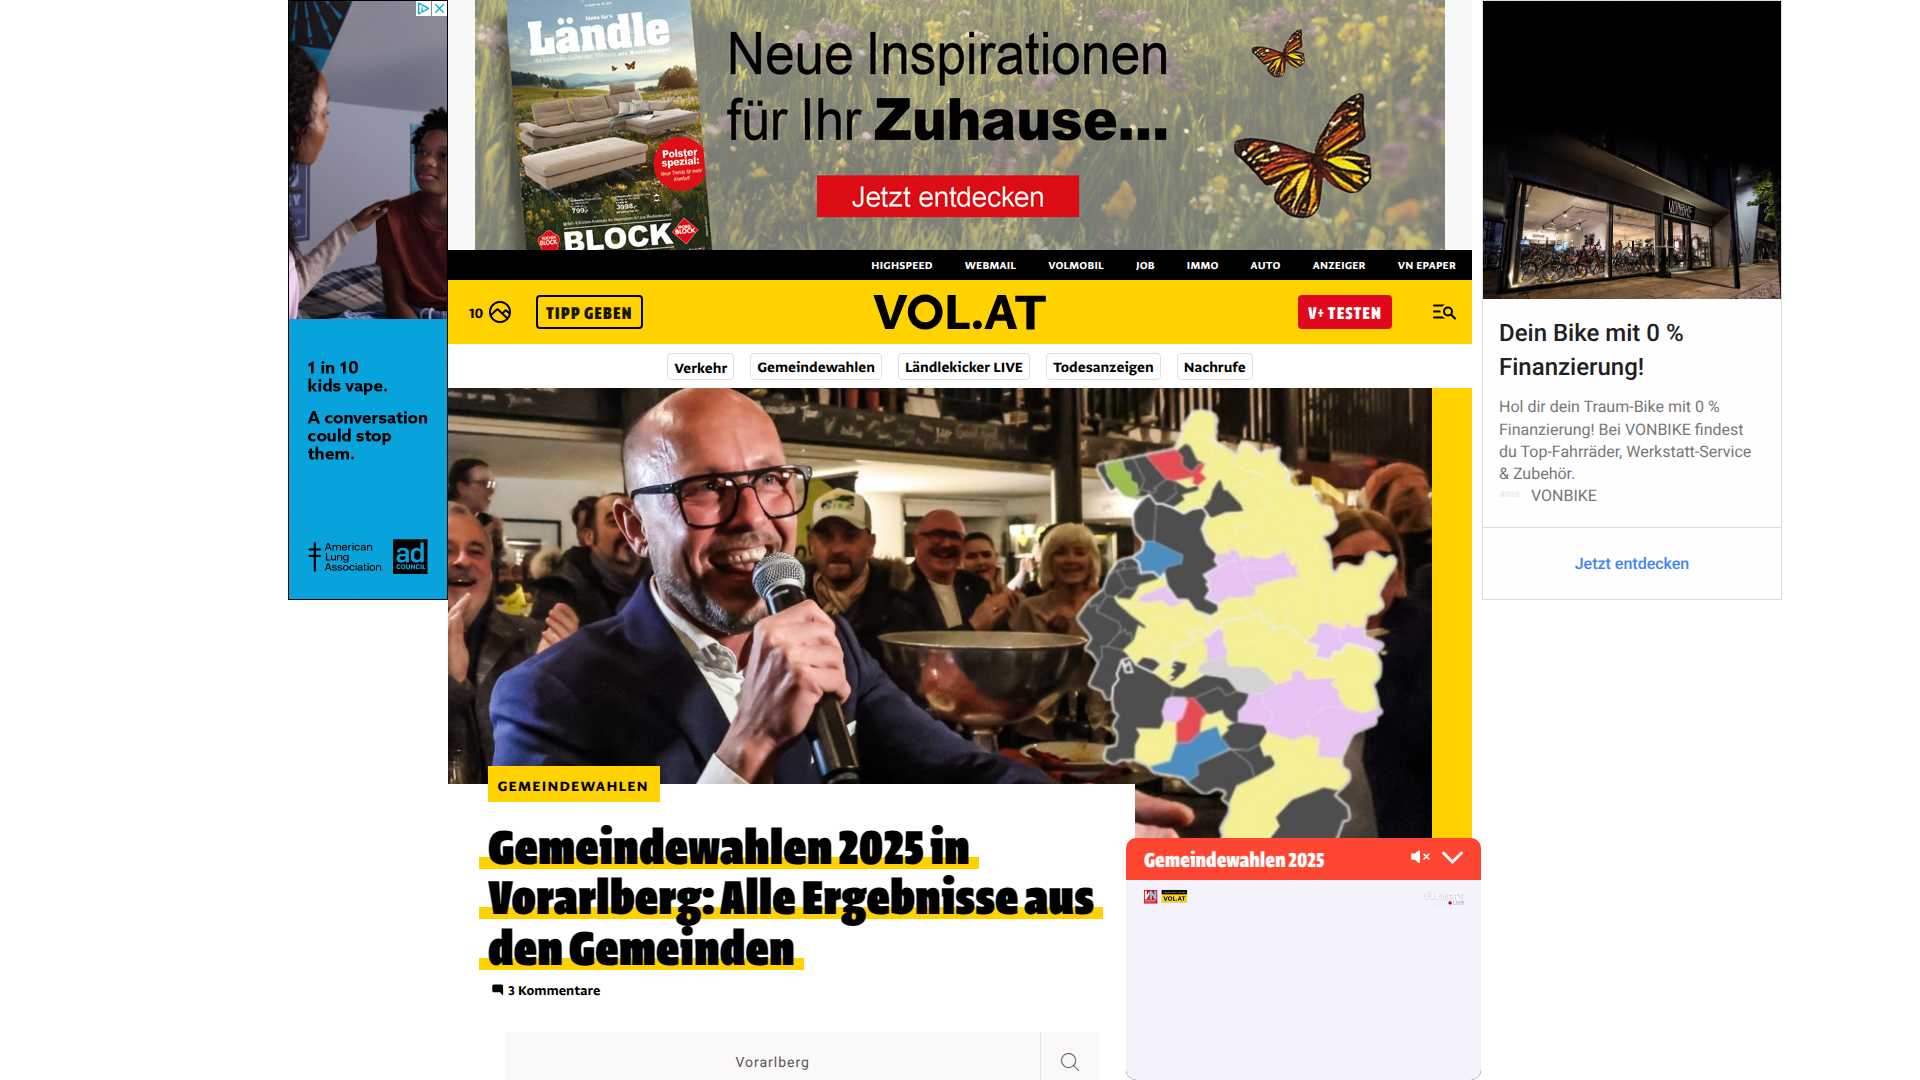 Ländle
Polster
spezial:
799,-
3998,-
BLOCK
Neue Inspirationen
für Ihr Zuhause...
Jetzt entdecken
1 in 10
kids vape.
A conversation
could stop
them.
American
Lung
Association
ad
COUNCIL
HIGHSPEED
WEBMAIL
VOLMOBIL
JOB
IMMO
AUTO
ANZEIGER
VN EPAPER
10
TIPP GEBEN
VOL.AT
V+ TESTEN
Verkehr
Gemeindewahlen
Ländlekicker LIVE
Todesanzeigen
Nachrufe
GEMEINDEWAHLEN
Gemeindewahlen 2025 in
Vorarlberg: Alle Ergebnisse aus
den Gemeinden
3 Kommentare
Vorarlberg
Gemeindewahlen 2025
VOL.AT
VONBIKE
Dein Bike mit 0 %
Finanzierung!
Hol dir dein Traum-Bike mit 0 %
Finanzierung! Bei VONBIKE findest
du Top-Fahrräder, Werkstatt-Service
& Zubehör.
VONBIKE
Jetzt entdecken